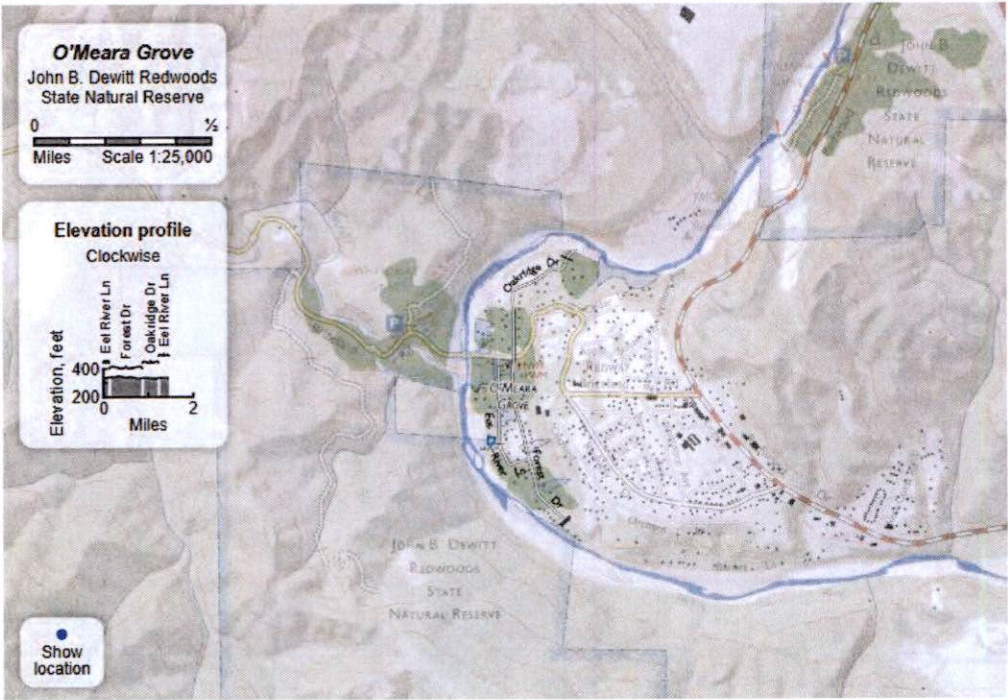 O'Meara Grove
John B. Dewitt Redwoods
State Natural Reserve
0 ½
Miles Scale 1:25,000
Elevation profile
Clockwise
Eel River Ln
Forest Dr
Oakridge Dr
Eel River Ln
Elevation, feet
400
200
0 2
Miles
JOHN B
DEWITT
REDWOODS
STATE
NATURAL
RESERVE
Oakridge Dr
REDWAY
O'MEARA
GROVE
Eel River
Forest Dr
Dr
Dr
JOHN B DEWITT
REDWOODS
STATE
NATURAL RESERVE
Show
location